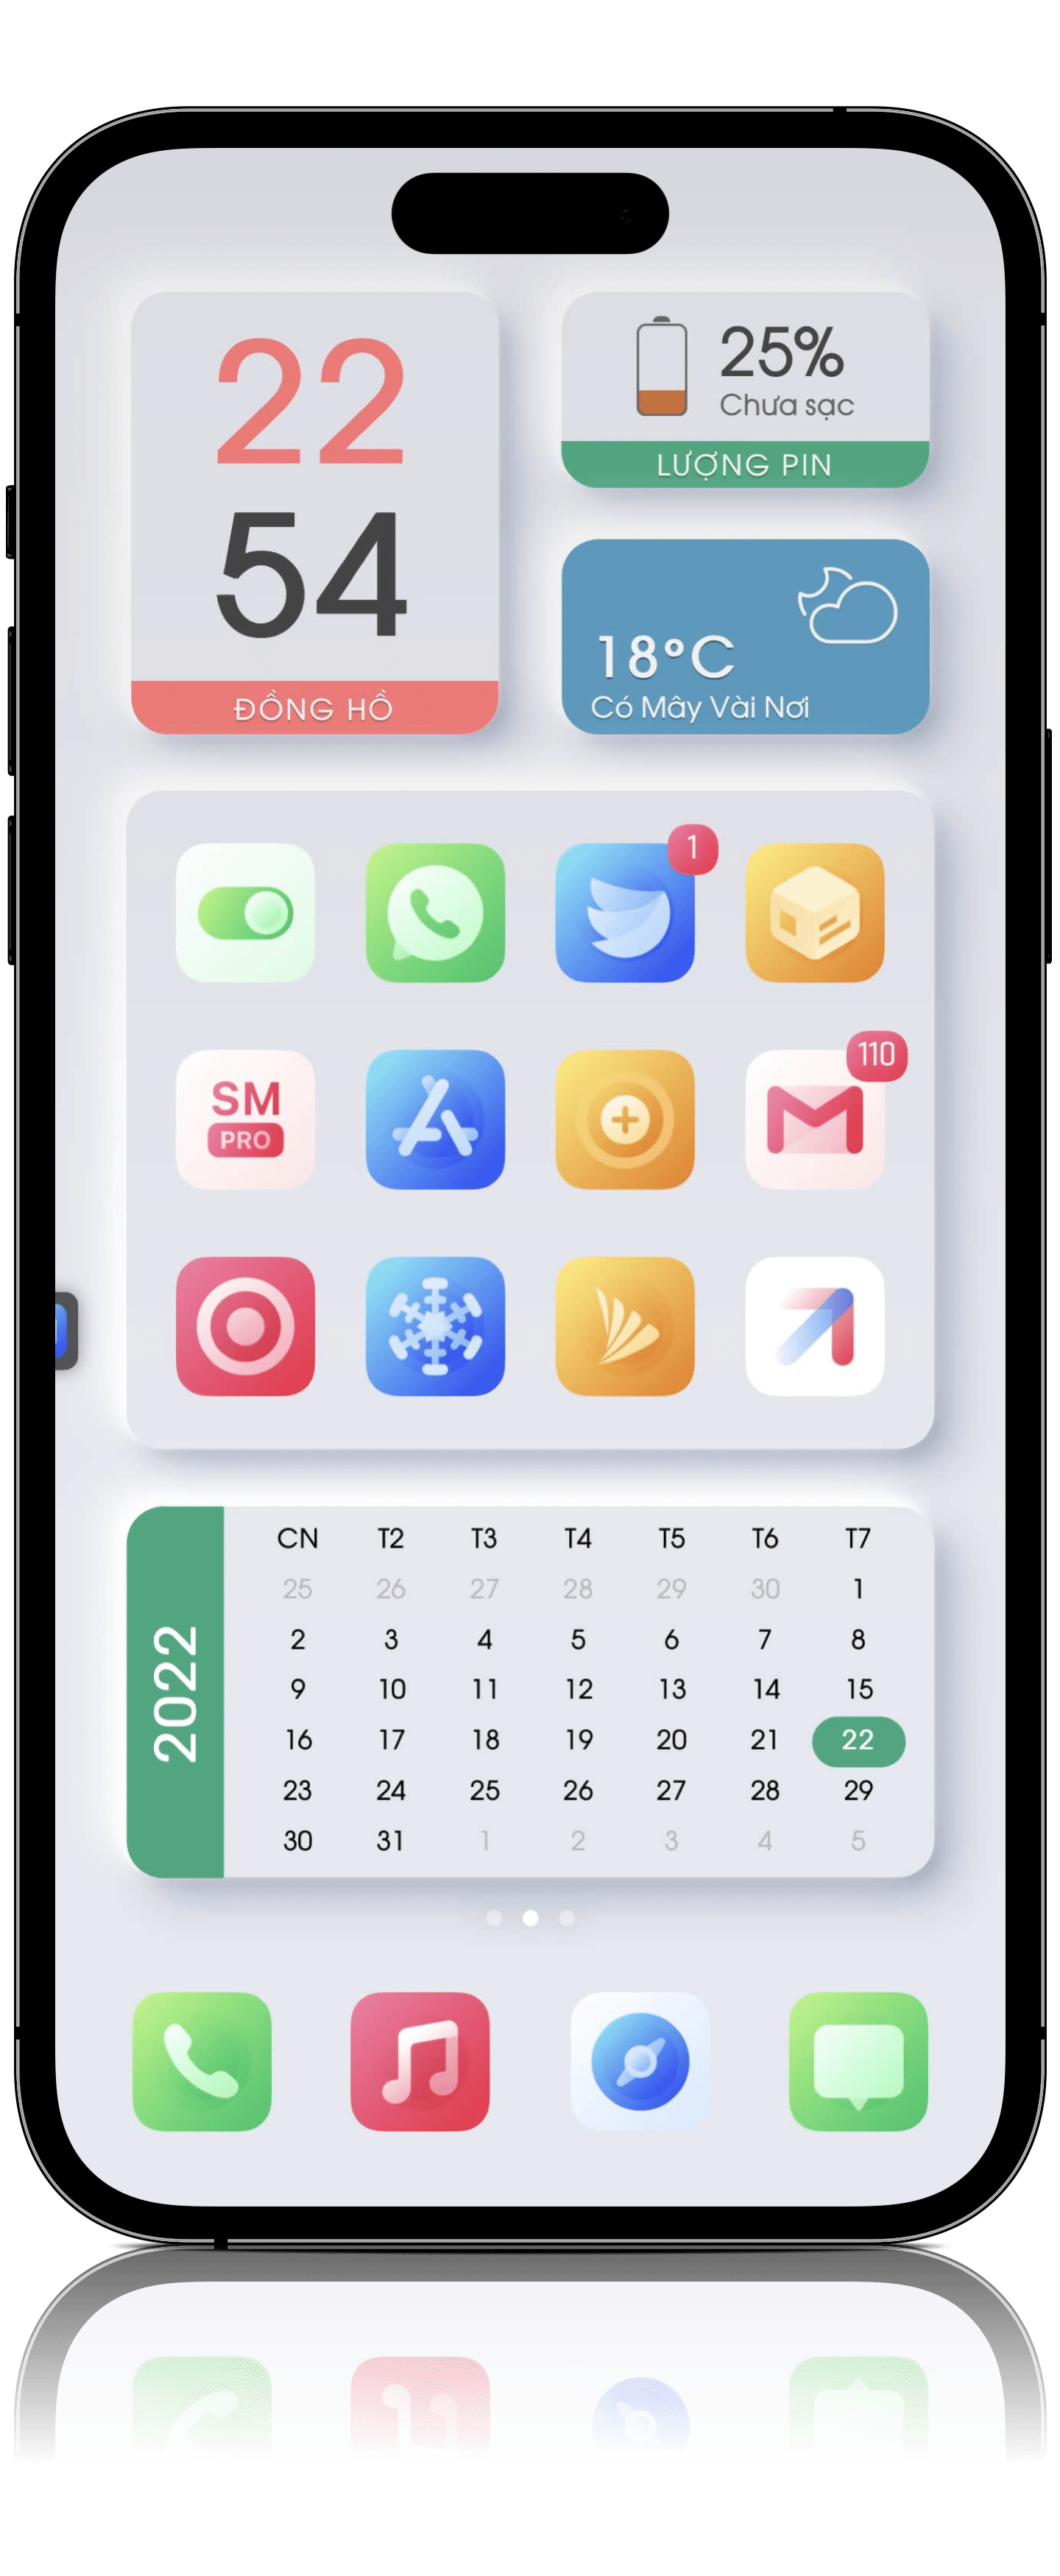 22
54
ĐỒNG HỒ
25%
Chưa sạc
LƯỢNG PIN
18°C
Có Mây Vài Nơi
1
SM
PRO
110
2022
CN T2 T3 T4 T5 T6 T7
25 26 27 28 29 30 1
2 3 4 5 6 7 8
9 10 11 12 13 14 15
16 17 18 19 20 21 22
23 24 25 26 27 28 29
30 31 1 2 3 4 5